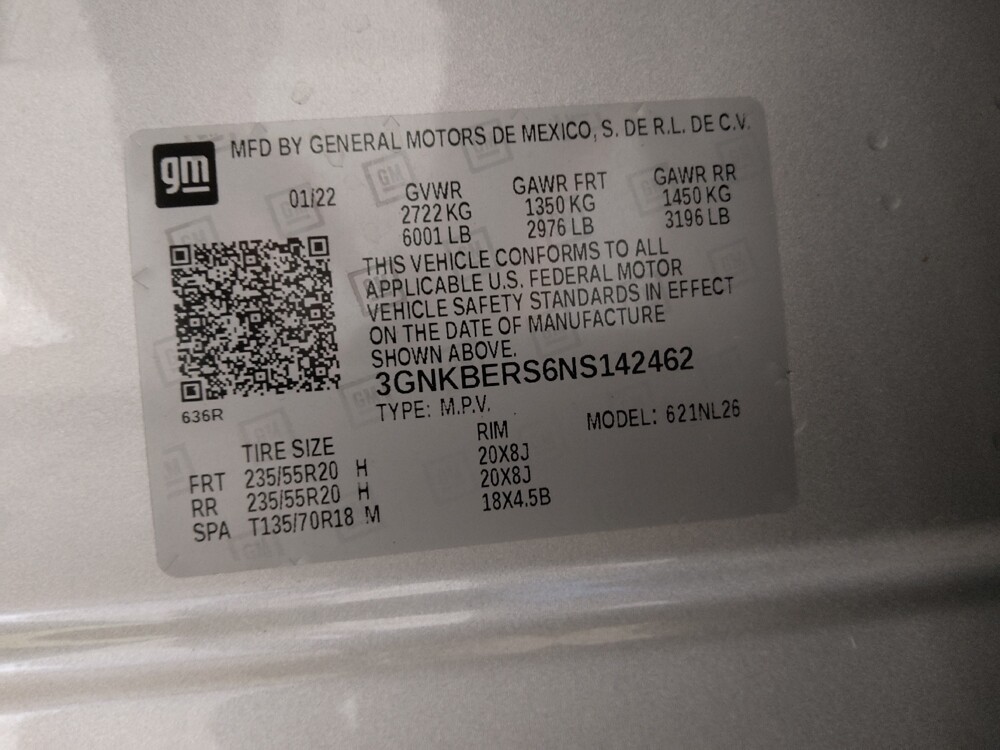 gm
MFD BY GENERAL MOTORS DE MEXICO, S. DE R.L. DE C.V.
01/22 GVWR GAWR FRT GAWR RR
2722 KG 1350 KG 1450 KG
6001 LB 2976 LB 3196 LB
THIS VEHICLE CONFORMS TO ALL
APPLICABLE U.S. FEDERAL MOTOR
VEHICLE SAFETY STANDARDS IN EFFECT
ON THE DATE OF MANUFACTURE
SHOWN ABOVE.
3GNKBERS6NS142462
636R
TYPE: M.P.V. MODEL: 621NL26
TIRE SIZE RIM
FRT 235/55R20 H 20X8J
RR 235/55R20 H 20X8J
SPA T135/70R18 M 18X4.5B